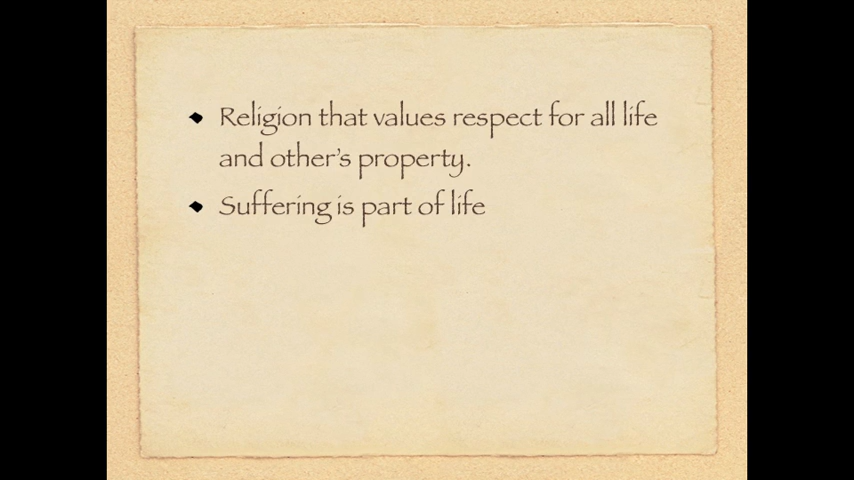 Religion that values respect for all life
and other's property.
Suffering is part of life